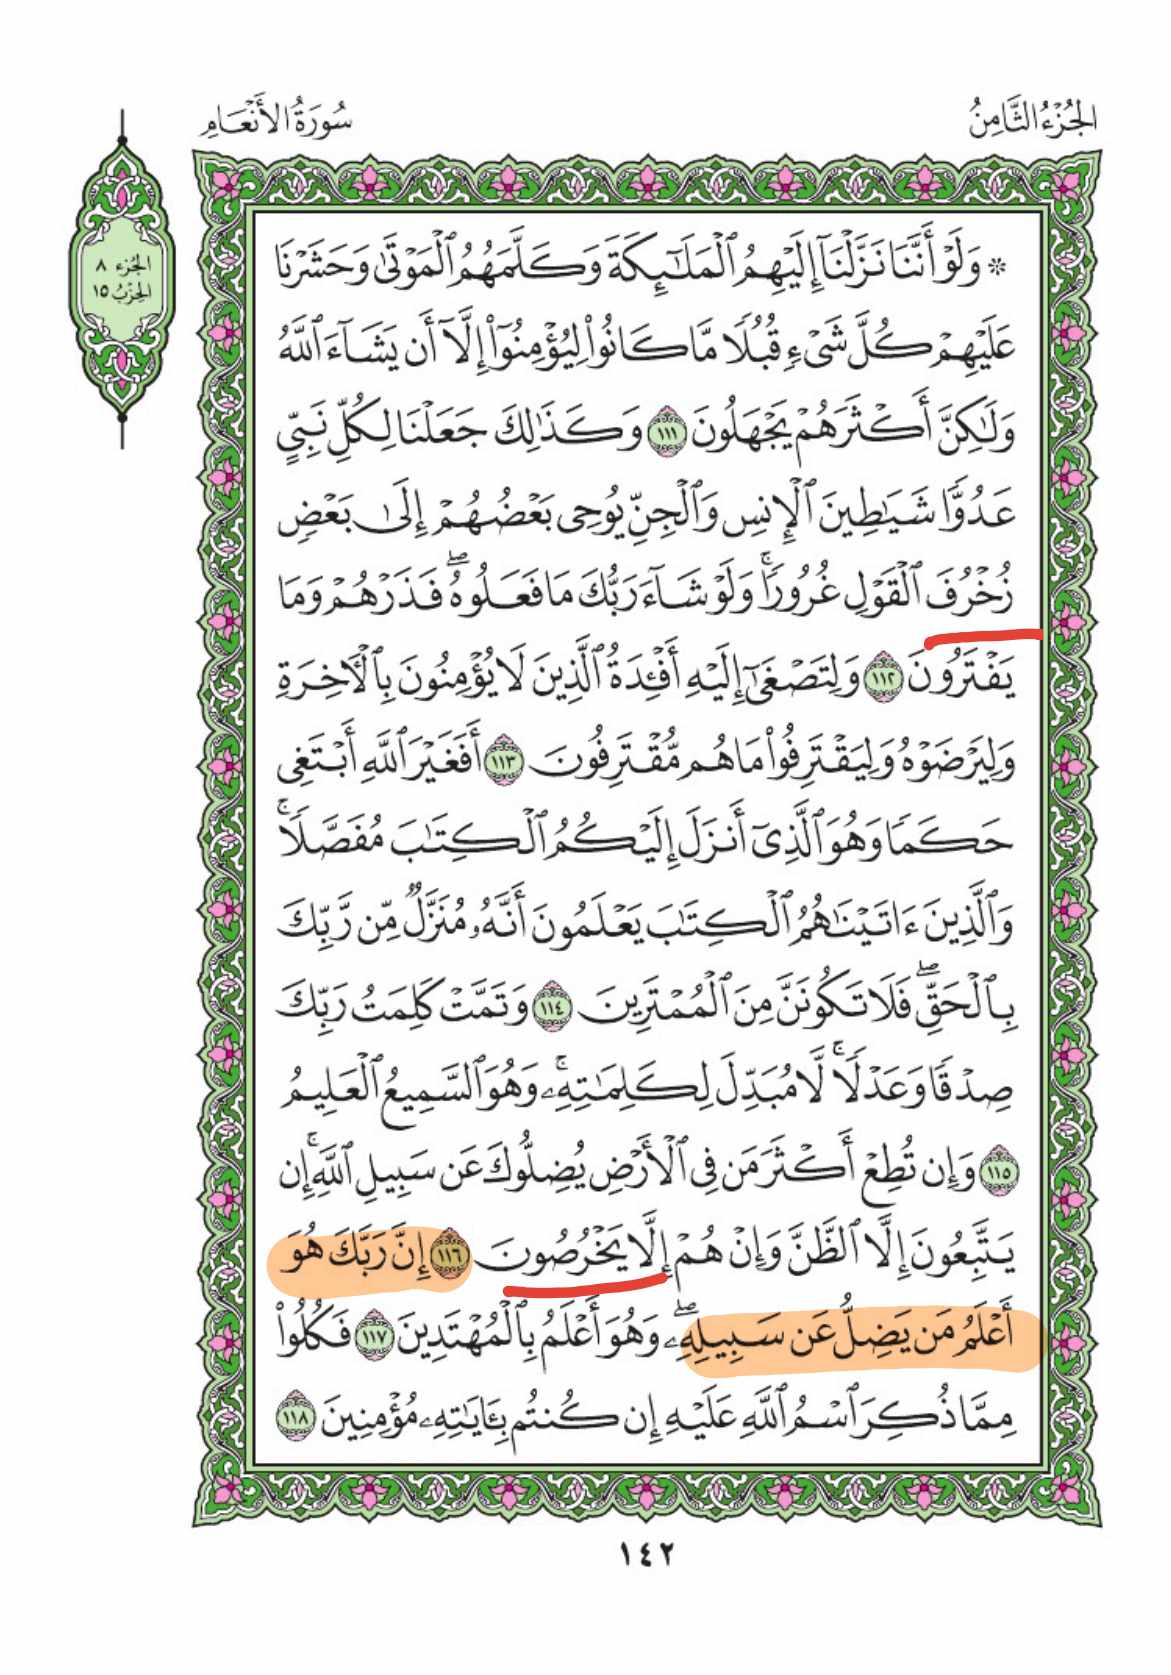 الجُزْءُ الثَّامِنُ
سُورَةُ الأَنْعَامِ
الجُزْء ٨
الحِزْبُ ١٥
* وَلَوْ أَنَّنَا نَزَّلْنَآ إِلَيْهِمُ ٱلْمَلَٰٓئِكَةَ وَكَلَّمَهُمُ ٱلْمَوْتَىٰ وَحَشَرْنَا
عَلَيْهِمْ كُلَّ شَىْءٍ قُبُلًا مَّا كَانُوا۟ لِيُؤْمِنُوٓا۟ إِلَّآ أَن يَشَآءَ ٱللَّهُ
وَلَٰكِنَّ أَكْثَرَهُمْ يَجْهَلُونَ ١١١ وَكَذَٰلِكَ جَعَلْنَا لِكُلِّ نَبِىٍّ
عَدُوًّا شَيَٰطِينَ ٱلْإِنسِ وَٱلْجِنِّ يُوحِى بَعْضُهُمْ إِلَىٰ بَعْضٍ
زُخْرُفَ ٱلْقَوْلِ غُرُورًا ۚ وَلَوْ شَآءَ رَبُّكَ مَا فَعَلُوهُ ۖ فَذَرْهُمْ وَمَا
يَفْتَرُونَ ١١٢ وَلِتَصْغَىٰٓ إِلَيْهِ أَفْـِٔدَةُ ٱلَّذِينَ لَا يُؤْمِنُونَ بِٱلْـَٔاخِرَةِ
وَلِيَرْضَوْهُ وَلِيَقْتَرِفُوا۟ مَا هُم مُّقْتَرِفُونَ ١١٣ أَفَغَيْرَ ٱللَّهِ أَبْتَغِى
حَكَمًا وَهُوَ ٱلَّذِىٓ أَنزَلَ إِلَيْكُمُ ٱلْكِتَٰبَ مُفَصَّلًا ۚ
وَٱلَّذِينَ ءَاتَيْنَٰهُمُ ٱلْكِتَٰبَ يَعْلَمُونَ أَنَّهُۥ مُنَزَّلٌ مِّن رَّبِّكَ
بِٱلْحَقِّ ۖ فَلَا تَكُونَنَّ مِنَ ٱلْمُمْتَرِينَ ١١٤ وَتَمَّتْ كَلِمَتُ رَبِّكَ
صِدْقًا وَعَدْلًا ۚ لَّا مُبَدِّلَ لِكَلِمَٰتِهِۦ ۚ وَهُوَ ٱلسَّمِيعُ ٱلْعَلِيمُ
١١٥ وَإِن تُطِعْ أَكْثَرَ مَن فِى ٱلْأَرْضِ يُضِلُّوكَ عَن سَبِيلِ ٱللَّهِ ۚ إِن
يَتَّبِعُونَ إِلَّا ٱلظَّنَّ وَإِنْ هُمْ إِلَّا يَخْرُصُونَ ١١٦ إِنَّ رَبَّكَ هُوَ
أَعْلَمُ مَن يَضِلُّ عَن سَبِيلِهِۦ ۖ وَهُوَ أَعْلَمُ بِٱلْمُهْتَدِينَ ١١٧ فَكُلُوا۟
مِمَّا ذُكِرَ ٱسْمُ ٱللَّهِ عَلَيْهِ إِن كُنتُم بِـَٔايَٰتِهِۦ مُؤْمِنِينَ ١١٨
١٤٢